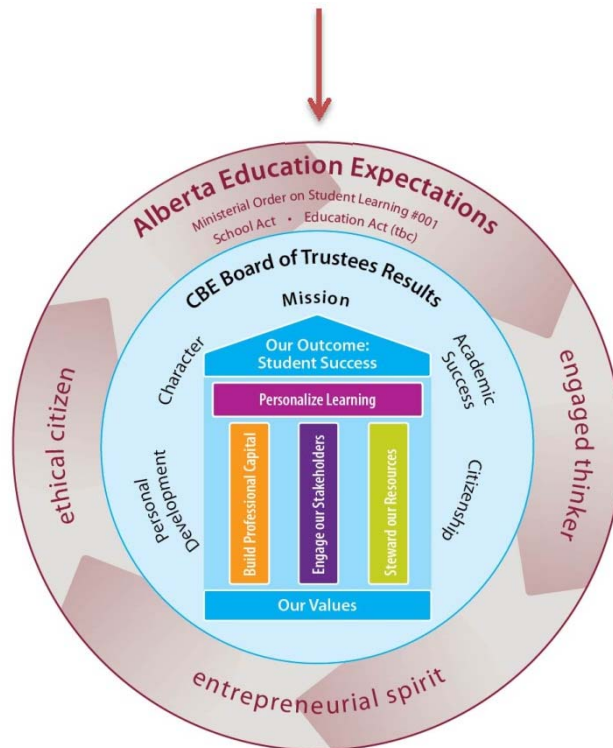 Alberta Education Expectations
Ministerial Order on Student Learning #001
School Act • Education Act (tbc)
CBE Board of Trustees Results
Mission
Character
Academic
Success
Our Outcome:
Student Success
Personalize Learning
Build Professional Capital
Engage our Stakeholders
Steward our Resources
Our Values
Personal
Development
Citizenship
ethical citizen
engaged thinker
entrepreneurial spirit